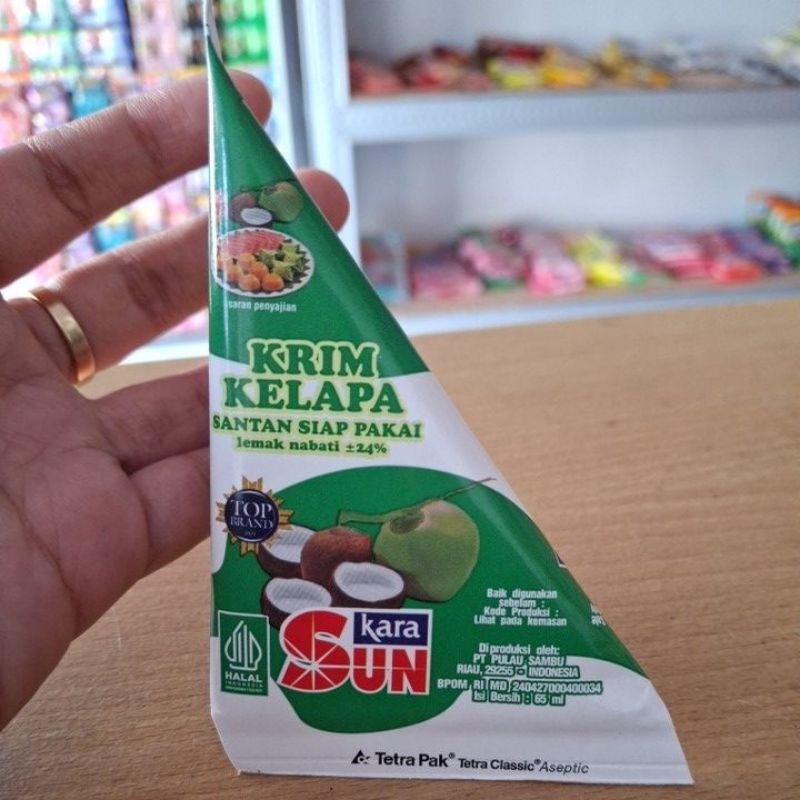 saran penyajian
KRIM
KELAPA
SANTAN SIAP PAKAI
lemak nabati ±24%
TOP
BRAND
kara
SUN
HALAL
INDONESIA
Baik digunakan
sebelum :
Kode Produksi :
Lihat pada kemasan
Diproduksi oleh:
PT PULAU SAMBU
RIAU, 29255 - INDONESIA
BPOM RI MD 240427000400034
Isi Bersih : 65 ml
Tetra Pak® Tetra Classic® Aseptic